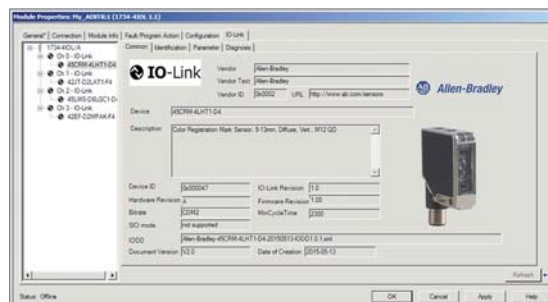 Module Properties: My_AENTR:1 (1734-4IOL 1.1)
General* Connection Module Info Fault/Program Action Configuration IO-Link
Common Identification Parameter Diagnosis
1734-4IOL/A
Ch 0 - IO-Link
45CRM-4LHT1-D4
Ch 1 - IO-Link
42JT-D2LAT1-F4
Ch 2 - IO-Link
45LMS-D8LGC1-D
Ch 3 - IO-Link
42EF-D2MPAK-F4
IO-Link
Vendor Allen-Bradley
Vendor Text Allen-Bradley
Vendor ID 0x0002 URL http://www.ab.com/sensors
AB Allen-Bradley
Device 45CRM-4LHT1-D4
Description Color Registration Mark Sensor, 9-13mm, Diffuse, Vert., M12 QD
Device ID 0x000047 IO-Link Revision 1.0
Hardware Revision A Firmware Revision 1.00
Bitrate COM2 MinCycleTime 2300
SIO mode not supported
IODD Allen-Bradley-45CRM-4LHT1-D4-20150513-IODD1.0.1.xml
Document Version V2.0 Date of Creation 2015-05-13
Refresh
Status: Offline OK Cancel Apply Help